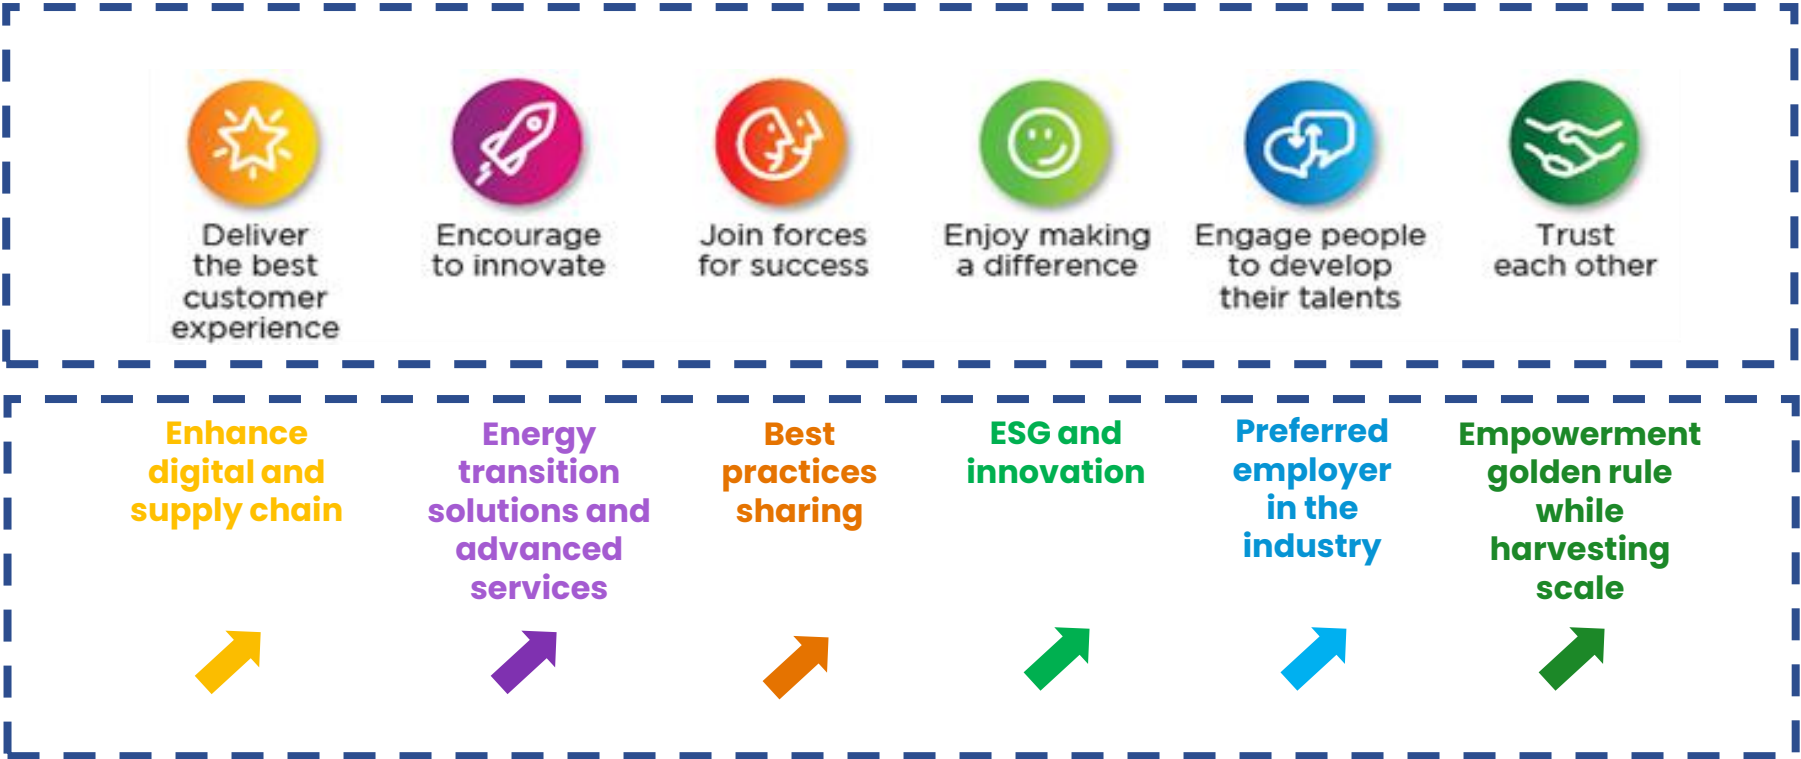 Deliver
the best
customer
experience
Encourage
to innovate
Join forces
for success
Enjoy making
a difference
Engage people
to develop
their talents
Trust
each other
Enhance
digital and
supply chain
Energy
transition
solutions and
advanced
services
Best
practices
sharing
ESG and
innovation
Preferred
employer
in the
industry
Empowerment
golden rule
while
harvesting
scale